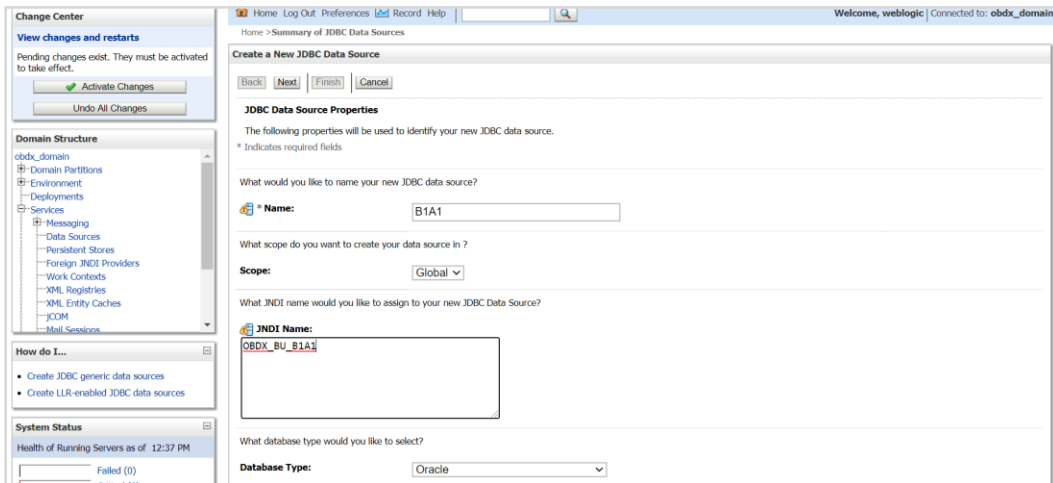 Change Center
View changes and restarts
Pending changes exist. They must be activated
to take effect.
Activate Changes
Undo All Changes
Domain Structure
obdx_domain
Domain Partitions
Environment
Deployments
Services
Messaging
Data Sources
Persistent Stores
Foreign JNDI Providers
Work Contexts
XML Registries
XML Entity Caches
jCOM
Mail Sessions
How do I...
Create JDBC generic data sources
Create LLR-enabled JDBC data sources
System Status
Health of Running Servers as of 12:37 PM
Failed (0)
Home Log Out Preferences Record Help
Welcome, weblogic Connected to: obdx_domain
Home >Summary of JDBC Data Sources
Create a New JDBC Data Source
Back Next Finish Cancel
JDBC Data Source Properties
The following properties will be used to identify your new JDBC data source.
* Indicates required fields
What would you like to name your new JDBC data source?
* Name: B1A1
What scope do you want to create your data source in ?
Scope: Global
What JNDI name would you like to assign to your new JDBC Data Source?
JNDI Name:
OBDX_BU_B1A1
What database type would you like to select?
Database Type: Oracle